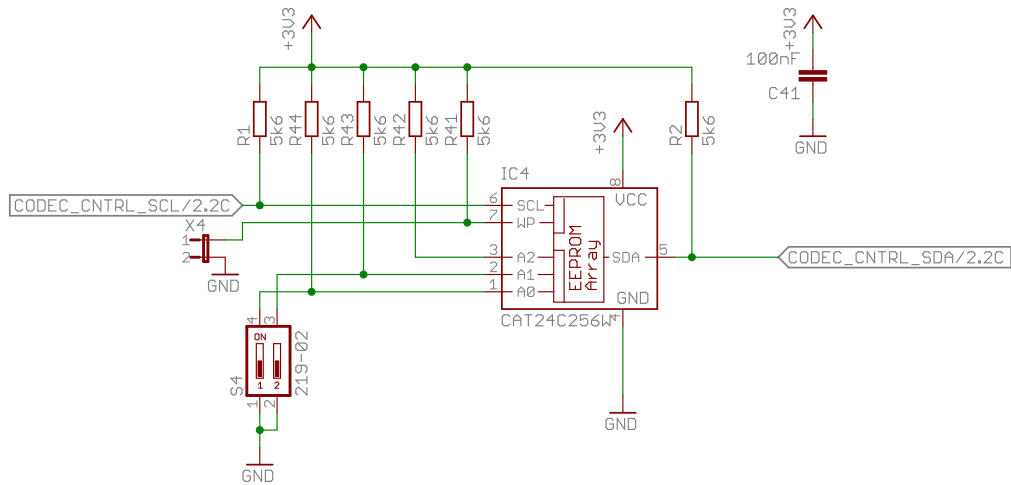 +3V3
+3V3
100nF
C41
GND
R1
5k6
R44
5k6
R43
5k6
R42
5k6
R41
5k6
+3V3
R2
5k6
IC4
8
VCC
CODEC_CNTRL_SCL/2.2C
6
SCL
7
WP
X4
1
2
GND
3
A2
2
A1
1
A0
EEPROM
Array
SDA
5
CODEC_CNTRL_SDA/2.2C
GND
4
CAT24C256W
GND
4
3
ON
1
2
S4
219-02
1
2
GND